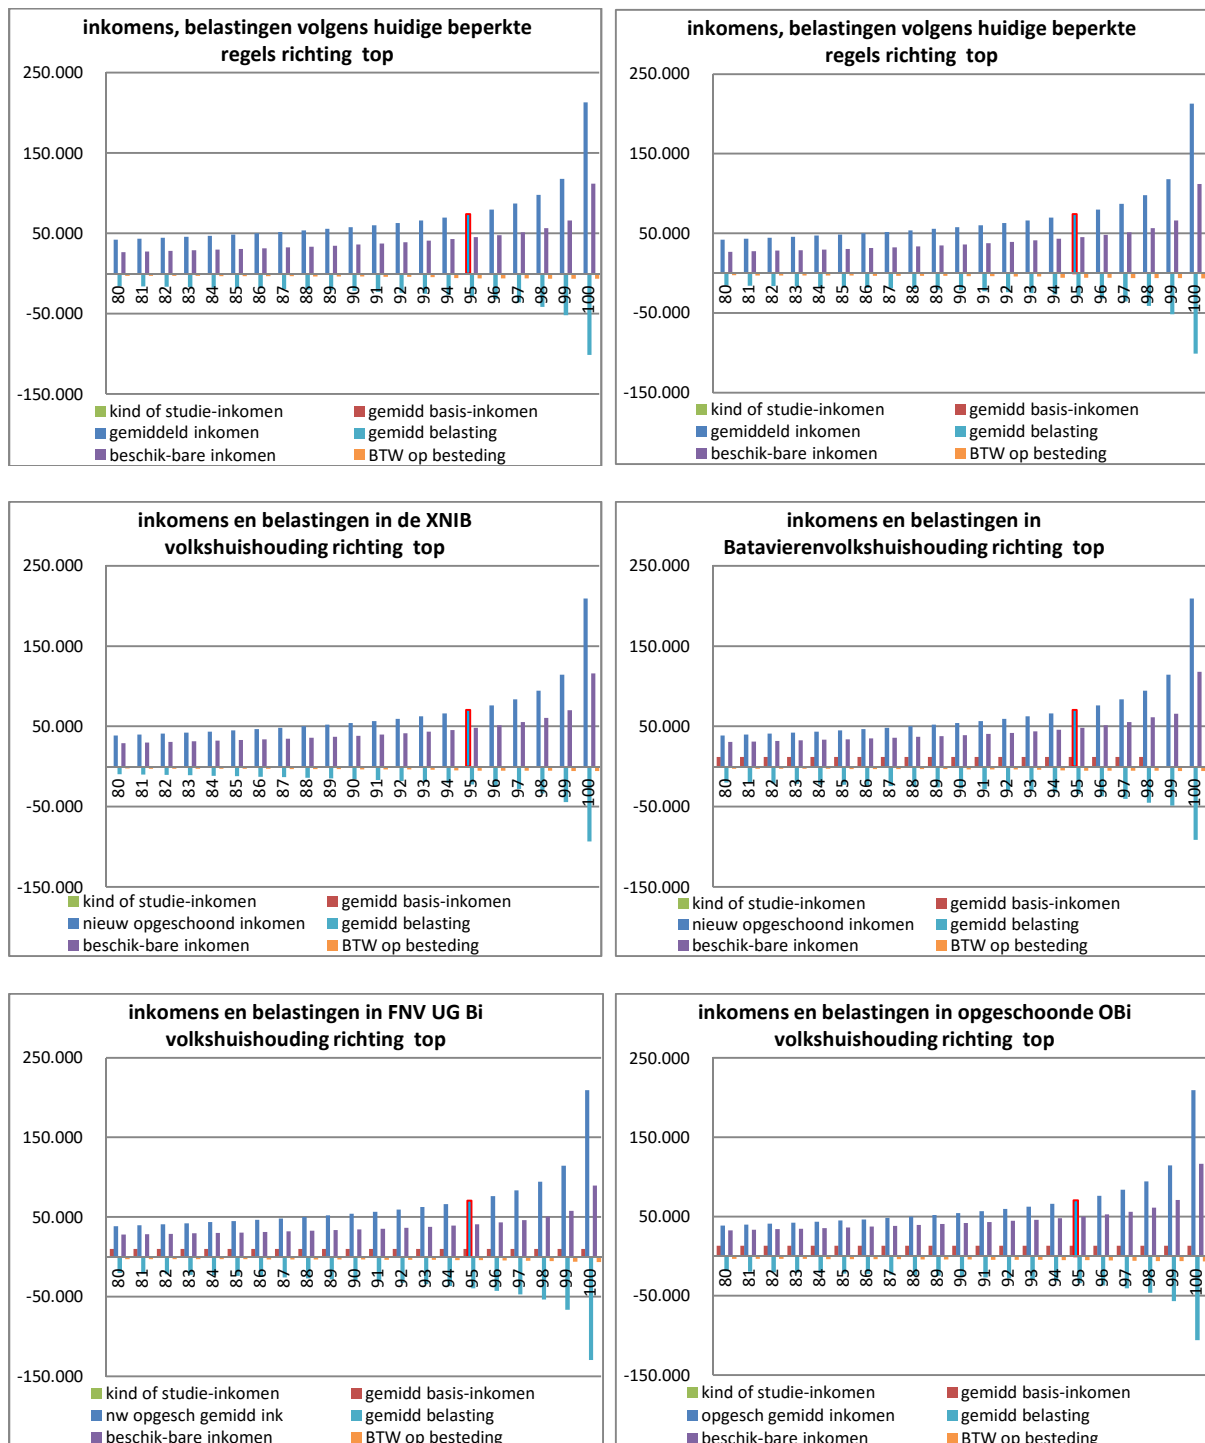 inkomens, belastingen volgens huidige beperkte
regels richting top
250.000
150.000
50.000
-50.000
-150.000
80 81 82 83 84 85 86 87 88 89 90 91 92 93 94 95 96 97 98 99 100
kind of studie-inkomen
gemidd basis-inkomen
gemiddeld inkomen
gemidd belasting
beschik-bare inkomen
BTW op besteding
inkomens, belastingen volgens huidige beperkte
regels richting top
250.000
150.000
50.000
-50.000
-150.000
80 81 82 83 84 85 86 87 88 89 90 91 92 93 94 95 96 97 98 99 100
kind of studie-inkomen
gemidd basis-inkomen
gemiddeld inkomen
gemidd belasting
beschik-bare inkomen
BTW op besteding
inkomens en belastingen in de XNIB
volkshuishouding richting top
250.000
150.000
50.000
-50.000
-150.000
80 81 82 83 84 85 86 87 88 89 90 91 92 93 94 95 96 97 98 99 100
kind of studie-inkomen
gemidd basis-inkomen
nieuw opgeschoond inkomen
gemidd belasting
beschik-bare inkomen
BTW op besteding
inkomens en belastingen in
Batavierenvolkshuishouding richting top
250.000
150.000
50.000
-50.000
-150.000
80 81 82 83 84 85 86 87 88 89 90 91 92 93 94 95 96 97 98 99 100
kind of studie-inkomen
gemidd basis-inkomen
nieuw opgeschoond inkomen
gemidd belasting
beschik-bare inkomen
BTW op besteding
inkomens en belastingen in FNV UG Bi
volkshuishouding richting top
250.000
150.000
50.000
-50.000
-150.000
80 81 82 83 84 85 86 87 88 89 90 91 92 93 94 95 96 97 98 99 100
kind of studie-inkomen
gemidd basis-inkomen
nw opgesch gemidd ink
gemidd belasting
beschik-bare inkomen
BTW op besteding
inkomens en belastingen in opgeschoonde OBi
volkshuishouding richting top
250.000
150.000
50.000
-50.000
-150.000
80 81 82 83 84 85 86 87 88 89 90 91 92 93 94 95 96 97 98 99 100
kind of studie-inkomen
gemidd basis-inkomen
opgesch gemidd inkomen
gemidd belasting
beschik-bare inkomen
BTW op besteding